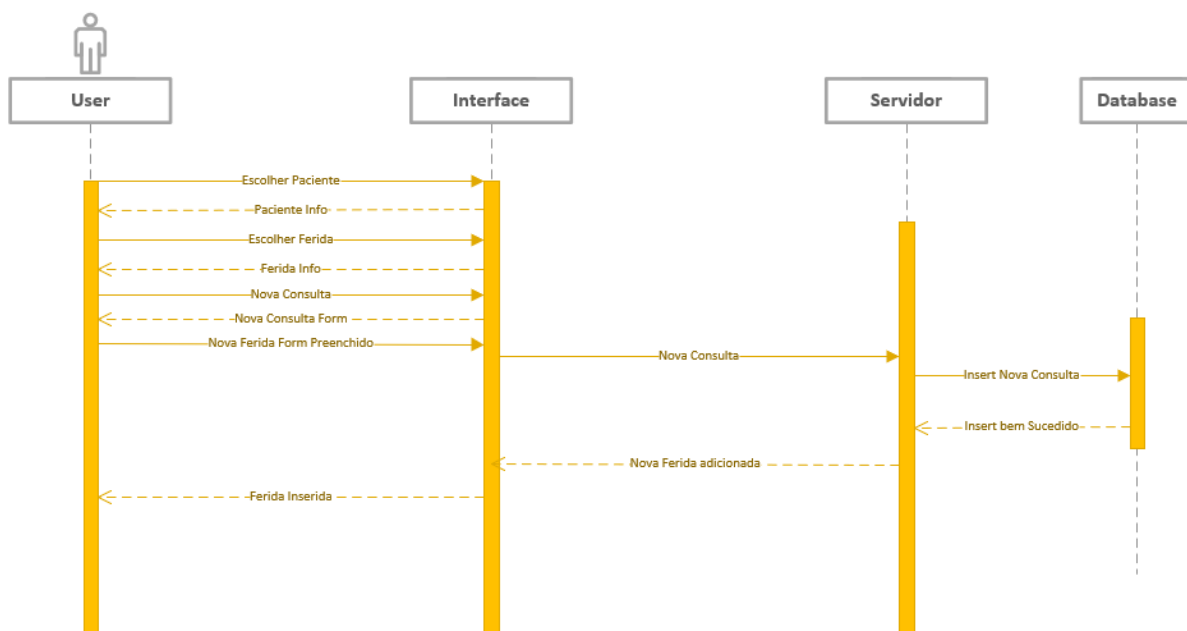 User
Interface
Servidor
Database
Escolher Paciente
Paciente Info
Escolher Ferida
Ferida Info
Nova Consulta
Nova Consulta Form
Nova Ferida Form Preenchido
Nova Consulta
Insert Nova Consulta
Insert bem Sucedido
Nova Ferida adicionada
Ferida Inserida